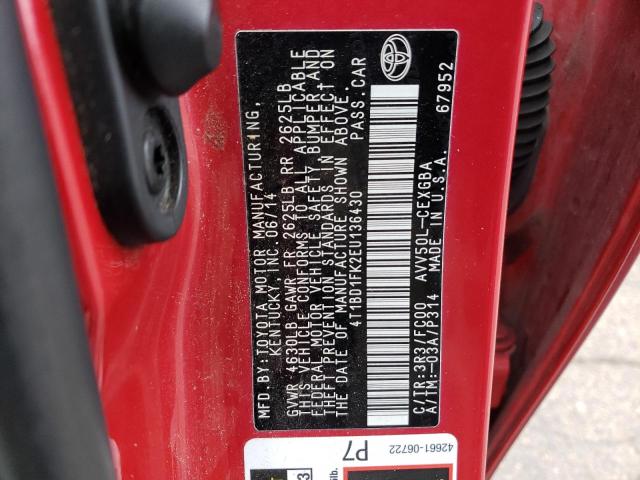 MFD. BY:TOYOTA MOTOR MANUFACTURING,
KENTUCKY, INC. 06/14
GVWR 4630LB GAWR FR 2625LB RR 2625LB
THIS VEHICLE CONFORMS TO ALL APPLICABLE
FEDERAL MOTOR VEHICLE SAFETY BUMPER, AND
THEFT PREVENTION STANDARDS IN EFFECT ON
THE DATE OF MANUFACTURE SHOWN ABOVE.
4T1BD1FK2EU136430 PASS. CAR
C/TR:3R3/FC00 AVV50L-CEXGBA
A/TM:-03A/P314 MADE IN U.S.A. 67952
42661-06722
P7